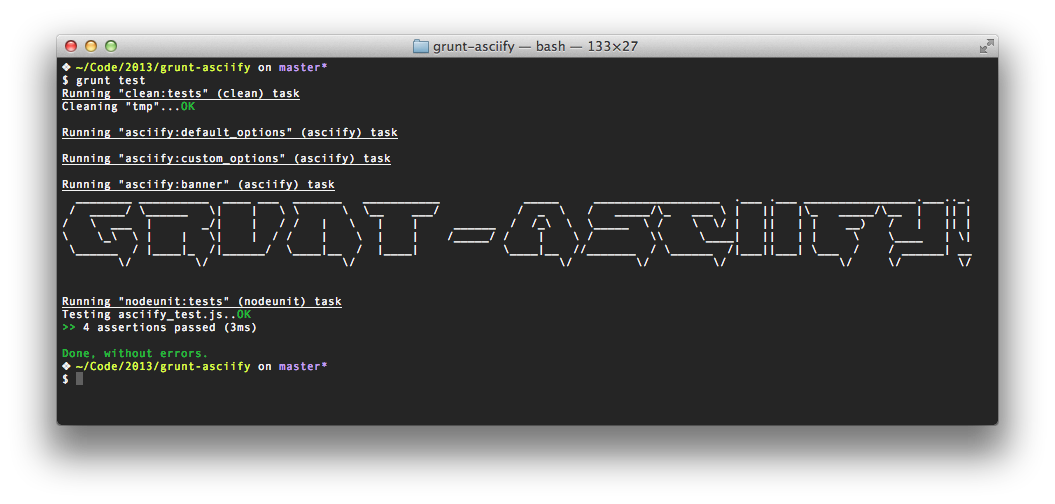 grunt-asciify — bash — 133×27
❖ ~/Code/2013/grunt-asciify on master*
$ grunt test
Running "clean:tests" (clean) task
Cleaning "tmp"...OK
Running "asciify:default_options" (asciify) task
Running "asciify:custom_options" (asciify) task
Running "asciify:banner" (asciify) task
GRUNT-ASCIIFY!
Running "nodeunit:tests" (nodeunit) task
Testing asciify_test.js..OK
>> 4 assertions passed (3ms)
Done, without errors.
❖ ~/Code/2013/grunt-asciify on master*
$